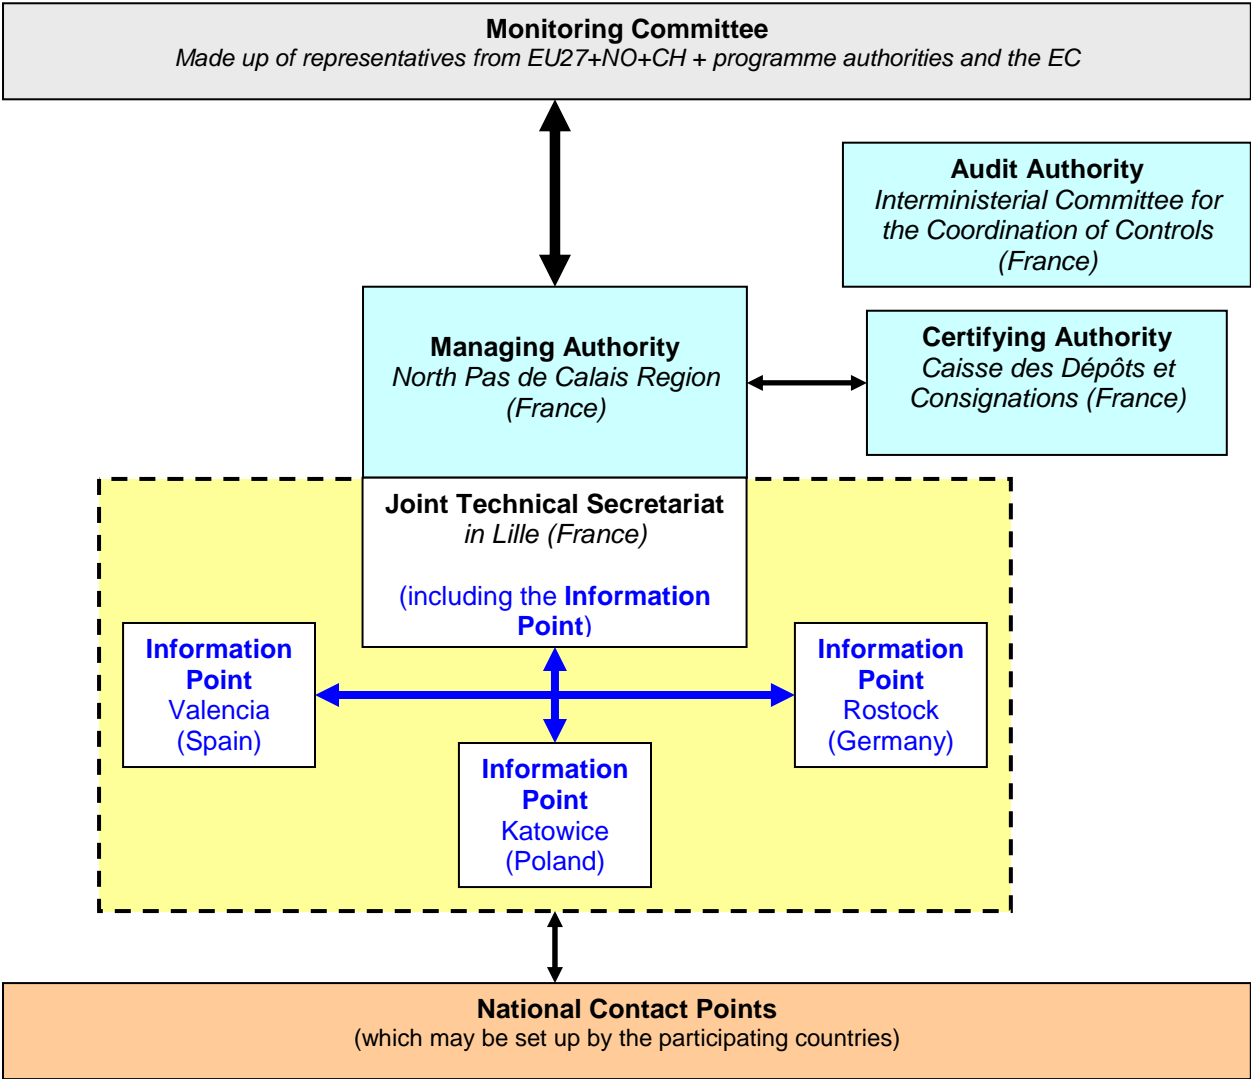 Monitoring Committee
Made up of representatives from EU27+NO+CH + programme authorities and the EC
Audit Authority
Interministerial Committee for
the Coordination of Controls
(France)
Managing Authority
North Pas de Calais Region
(France)
Certifying Authority
Caisse des Dépôts et
Consignations (France)
Joint Technical Secretariat
in Lille (France)
(including the Information
Point)
Information
Point
Valencia
(Spain)
Information
Point
Rostock
(Germany)
Information
Point
Katowice
(Poland)
National Contact Points
(which may be set up by the participating countries)